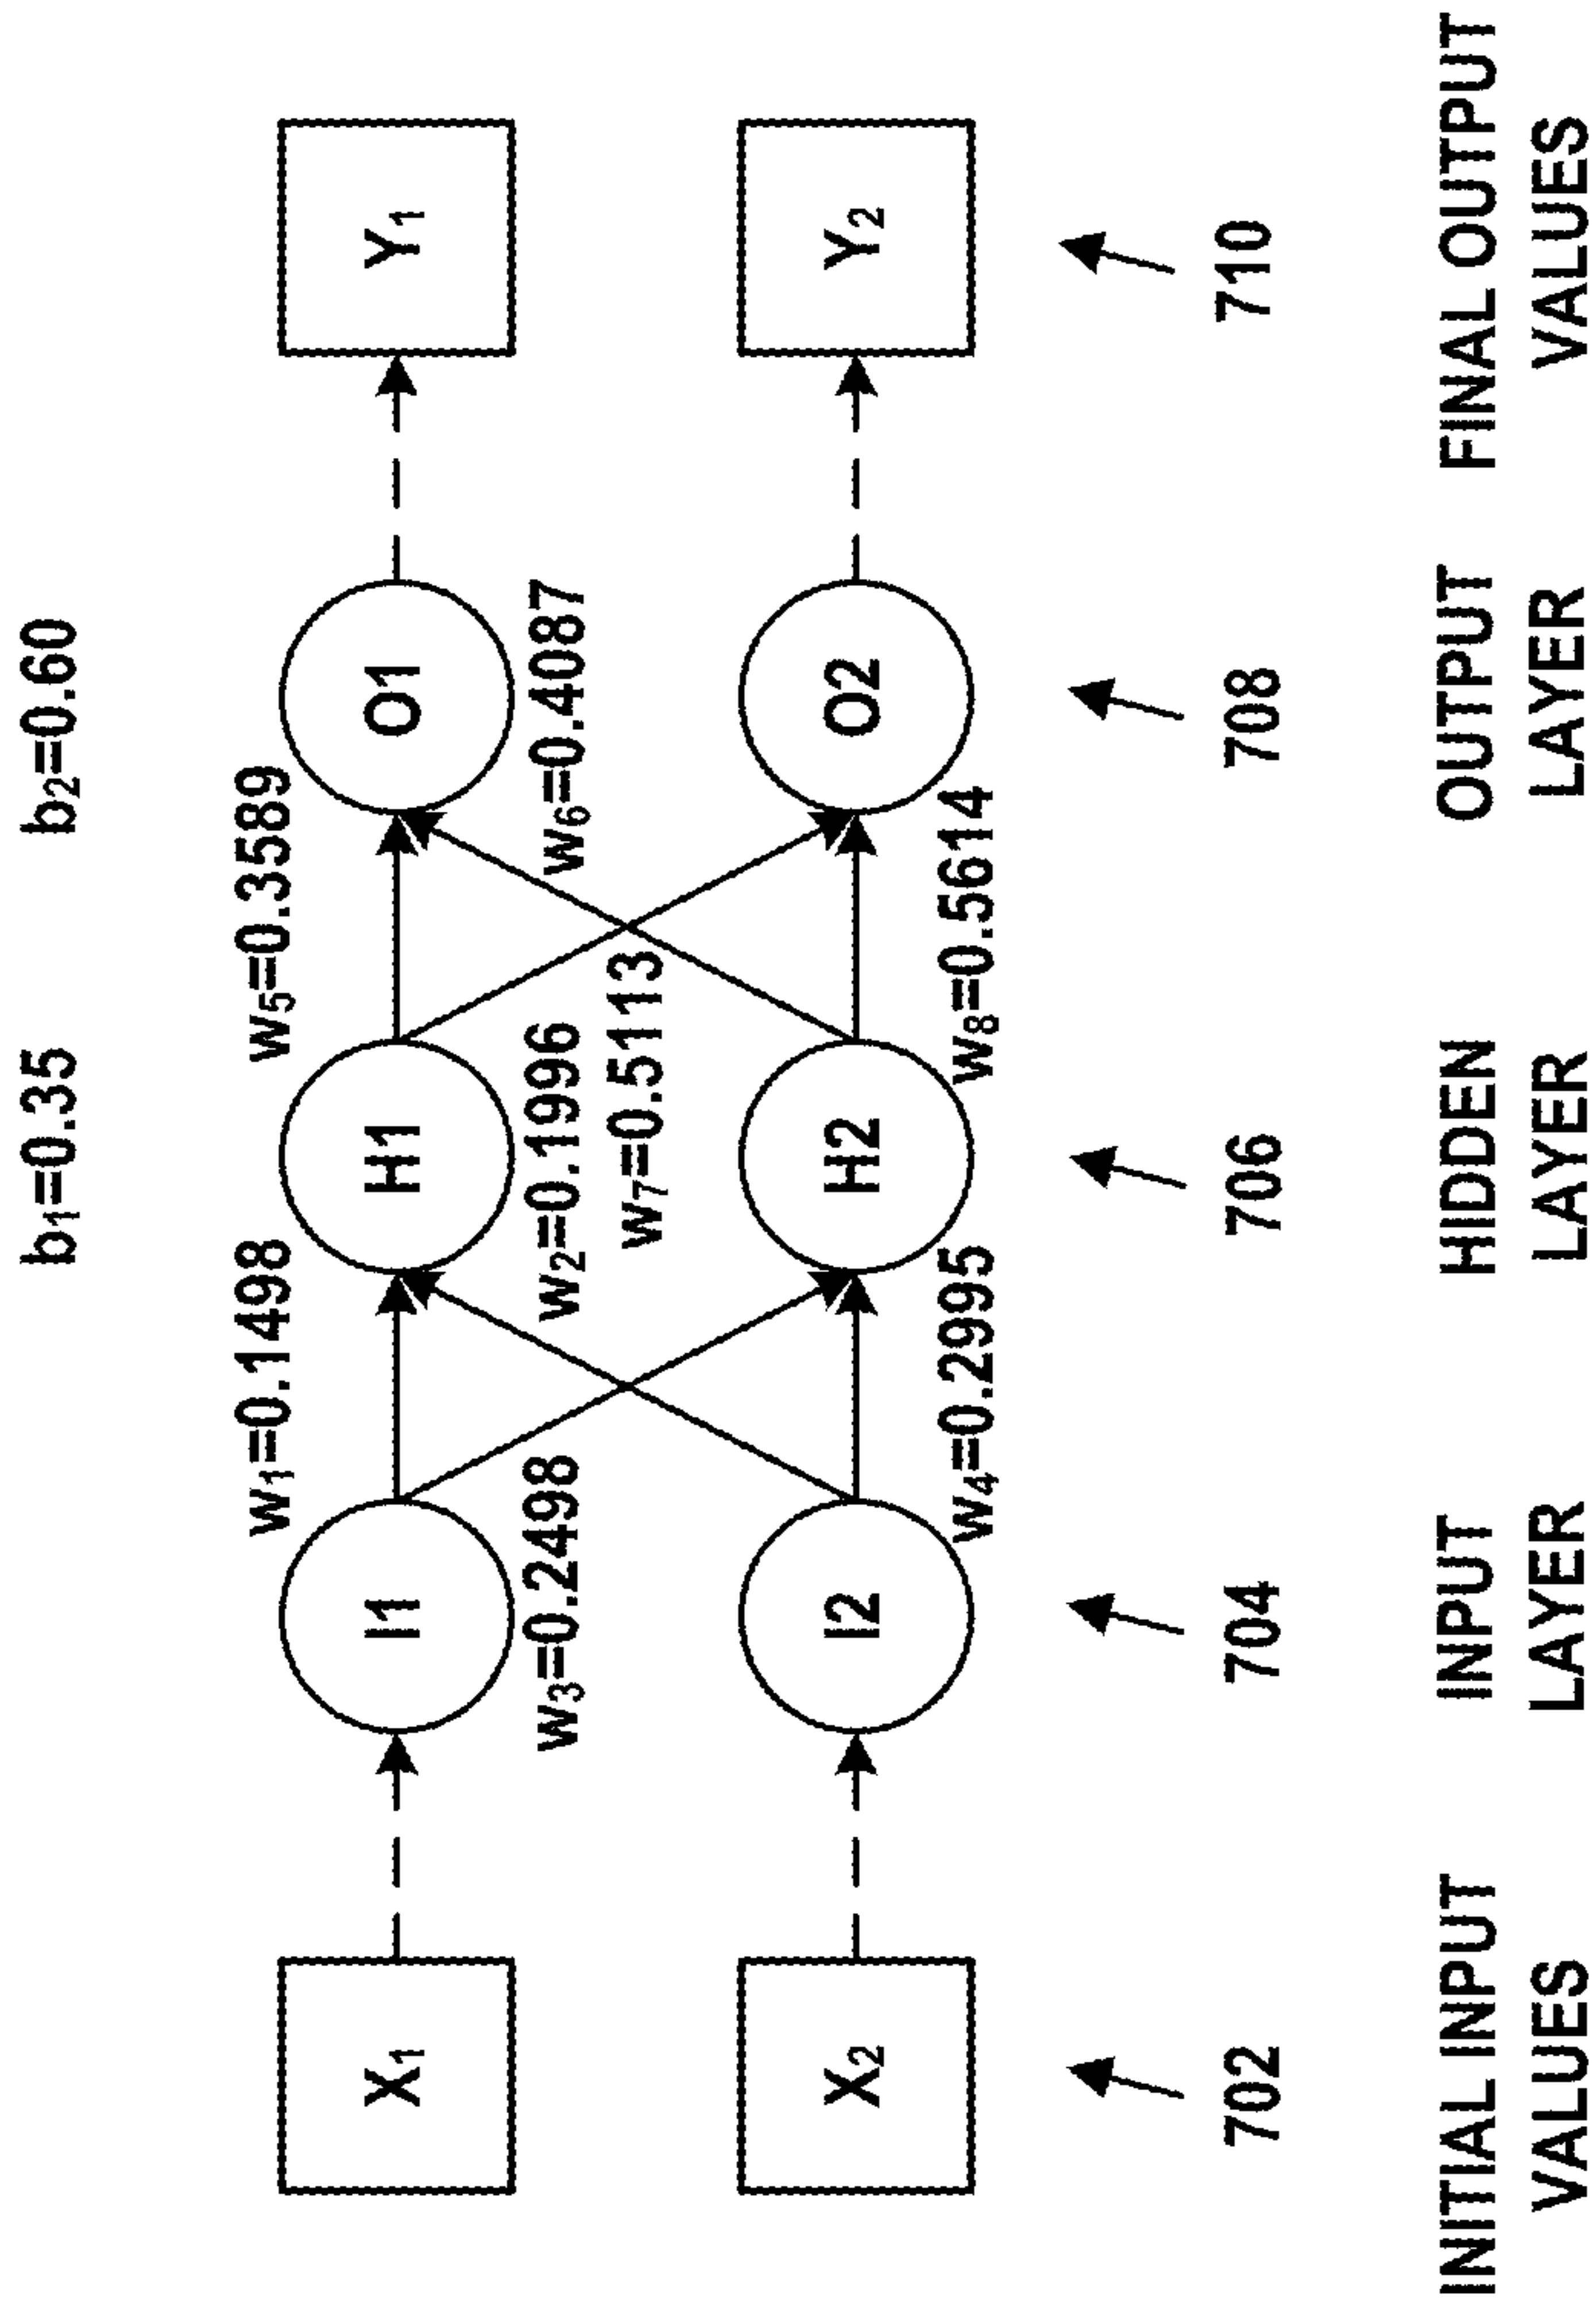 b₁=0.35
b₂=0.60
w₁=0.1498
w₅=0.3589
X₁
I1
H1
O1
Y₁
w₃=0.2498
w₂=0.1996
w₆=0.4087
w₇=0.5113
X₂
I2
H2
O2
Y₂
w₄=0.2995
w₈=0.5614
702
704
706
708
710
INITIAL INPUT
VALUES
INPUT
LAYER
HIDDEN
LAYER
OUTPUT
LAYER
FINAL OUTPUT
VALUES